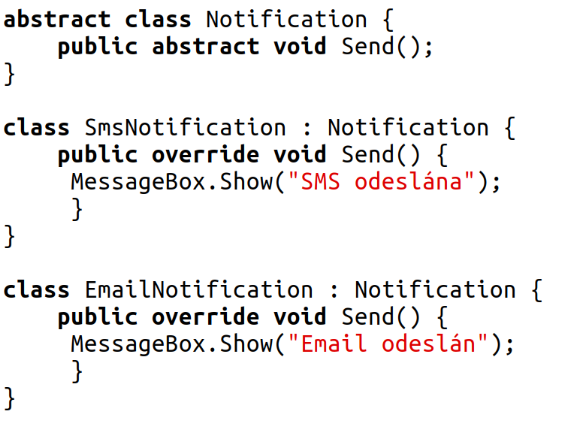 abstract class Notification {
    public abstract void Send();
}

class SmsNotification : Notification {
    public override void Send() {
     MessageBox.Show("SMS odeslána");
     }
}

class EmailNotification : Notification {
    public override void Send() {
     MessageBox.Show("Email odeslán");
     }
}